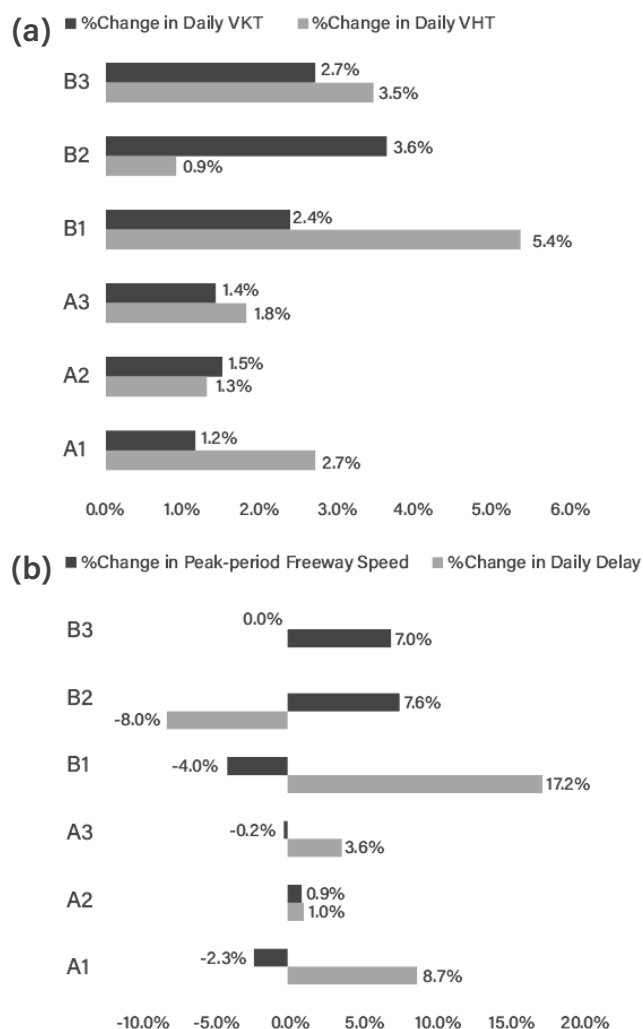 (a) %Change in Daily VKT %Change in Daily VHT
B3 2.7%
3.5%
B2 3.6%
0.9%
B1 2.4%
5.4%
A3 1.4%
1.8%
A2 1.5%
1.3%
A1 1.2%
2.7%
0.0% 1.0% 2.0% 3.0% 4.0% 5.0% 6.0%
(b) %Change in Peak-period Freeway Speed %Change in Daily Delay
B3 0.0%
7.0%
B2 7.6%
-8.0%
B1 -4.0%
17.2%
A3 -0.2%
3.6%
A2 0.9%
1.0%
A1 -2.3%
8.7%
-10.0% -5.0% 0.0% 5.0% 10.0% 15.0% 20.0%